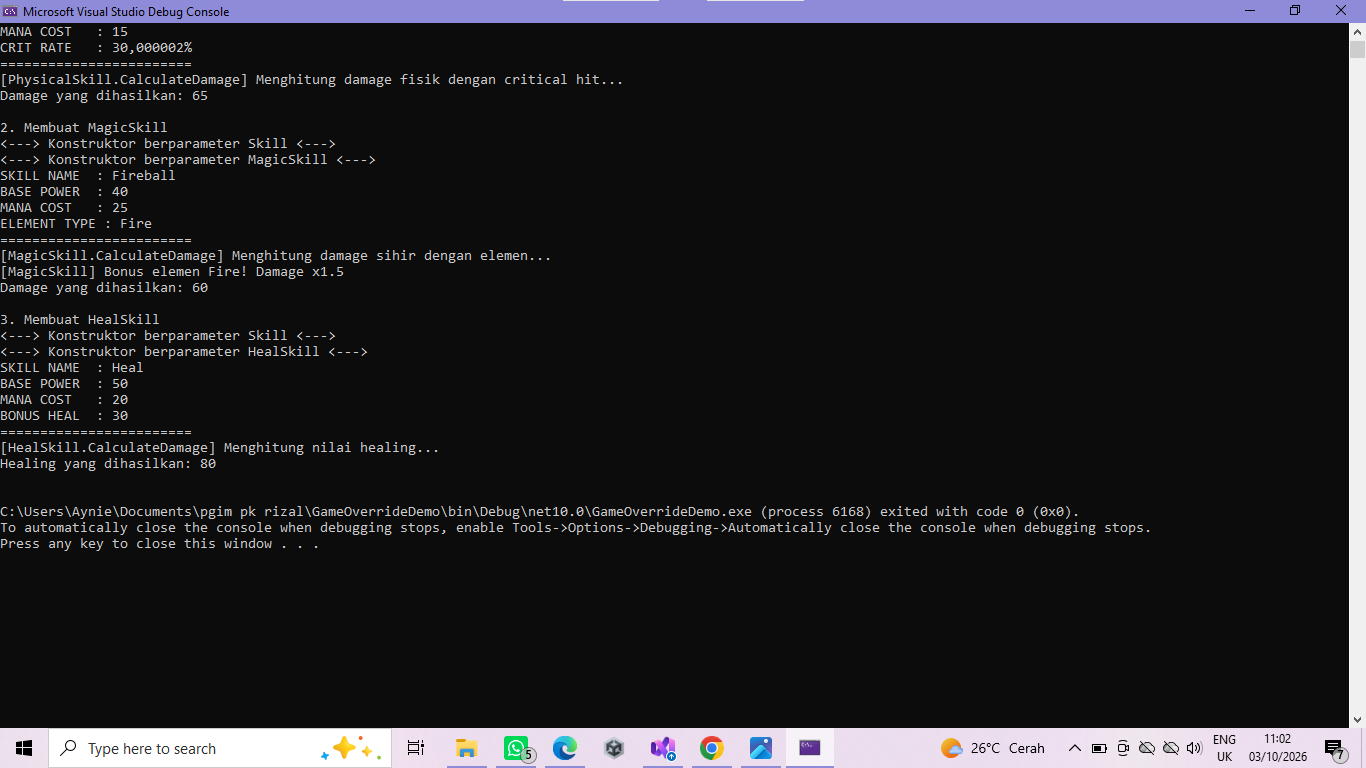 Microsoft Visual Studio Debug Console
MANA COST   : 15
CRIT RATE   : 30,000002%
========================
[PhysicalSkill.CalculateDamage] Menghitung damage fisik dengan critical hit...
Damage yang dihasilkan: 65
2. Membuat MagicSkill
<---> Konstruktor berparameter Skill <--->
<---> Konstruktor berparameter MagicSkill <--->
SKILL NAME  : Fireball
BASE POWER  : 40
MANA COST   : 25
ELEMENT TYPE : Fire
========================
[MagicSkill.CalculateDamage] Menghitung damage sihir dengan elemen...
[MagicSkill] Bonus elemen Fire! Damage x1.5
Damage yang dihasilkan: 60
3. Membuat HealSkill
<---> Konstruktor berparameter Skill <--->
<---> Konstruktor berparameter HealSkill <--->
SKILL NAME  : Heal
BASE POWER  : 50
MANA COST   : 20
BONUS HEAL  : 30
========================
[HealSkill.CalculateDamage] Menghitung nilai healing...
Healing yang dihasilkan: 80
C:\Users\Aynie\Documents\pgim pk rizal\GameOverrideDemo\bin\Debug\net10.0\GameOverrideDemo.exe (process 6168) exited with code 0 (0x0).
To automatically close the console when debugging stops, enable Tools->Options->Debugging->Automatically close the console when debugging stops.
Press any key to close this window . . .
Type here to search
5
26°C Cerah
ENG
UK
11:02
03/10/2026
7